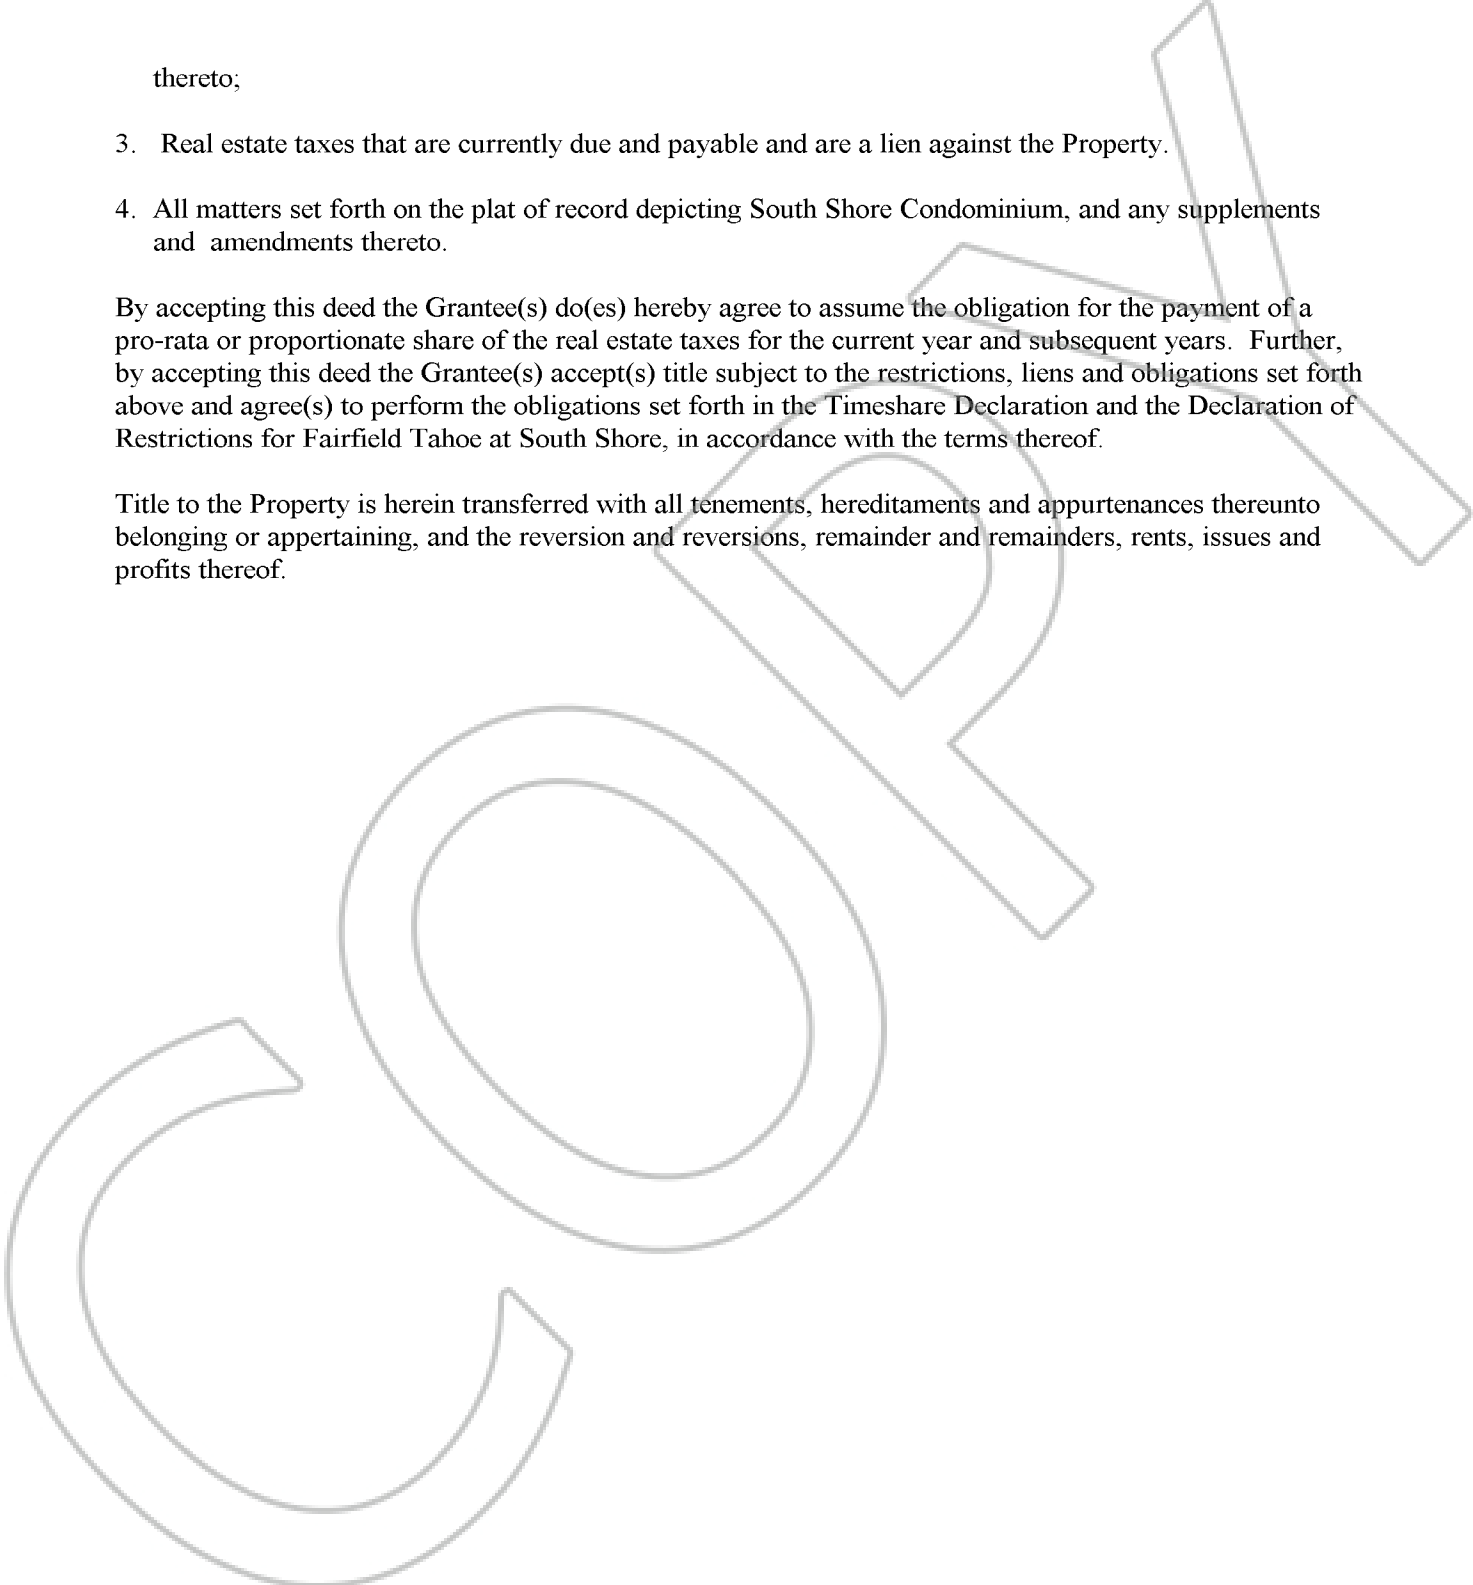 thereto;
3. Real estate taxes that are currently due and payable and are a lien against the Property.
4. All matters set forth on the plat of record depicting South Shore Condominium, and any supplements
and amendments thereto.
By accepting this deed the Grantee(s) do(es) hereby agree to assume the obligation for the payment of a
pro-rata or proportionate share of the real estate taxes for the current year and subsequent years. Further,
by accepting this deed the Grantee(s) accept(s) title subject to the restrictions, liens and obligations set forth
above and agree(s) to perform the obligations set forth in the Timeshare Declaration and the Declaration of
Restrictions for Fairfield Tahoe at South Shore, in accordance with the terms thereof.
Title to the Property is herein transferred with all tenements, hereditaments and appurtenances thereunto
belonging or appertaining, and the reversion and reversions, remainder and remainders, rents, issues and
profits thereof.
COPY